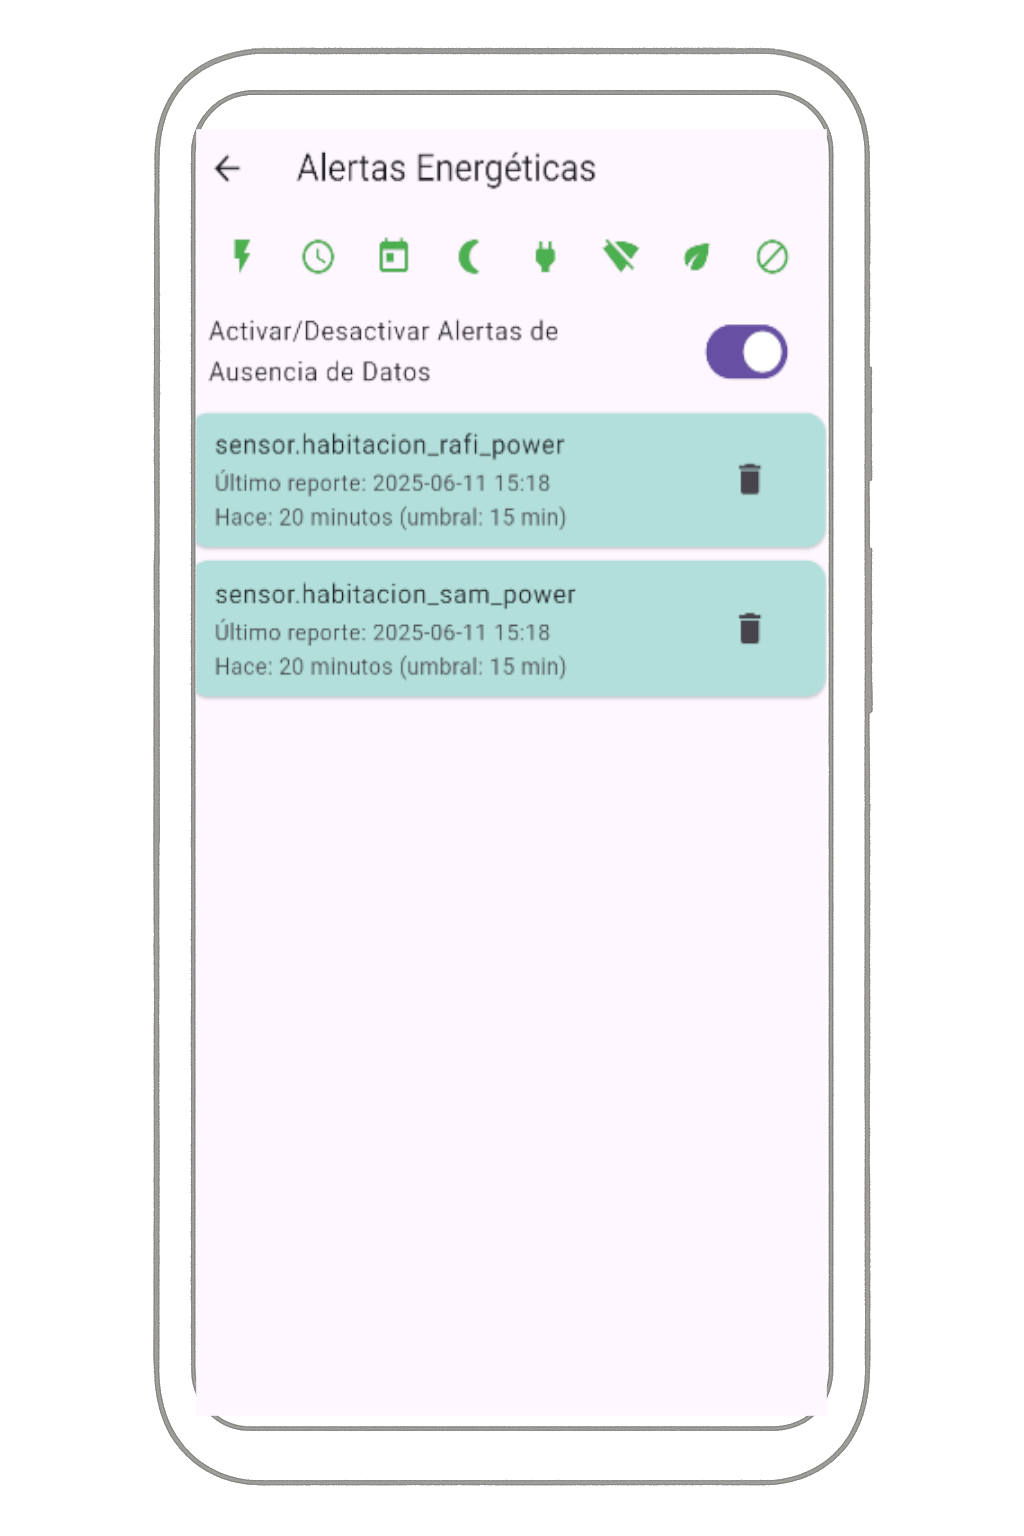 Alertas Energéticas
Activar/Desactivar Alertas de
Ausencia de Datos
sensor.habitacion_rafi_power
Último reporte: 2025-06-11 15:18
Hace: 20 minutos (umbral: 15 min)
sensor.habitacion_sam_power
Último reporte: 2025-06-11 15:18
Hace: 20 minutos (umbral: 15 min)